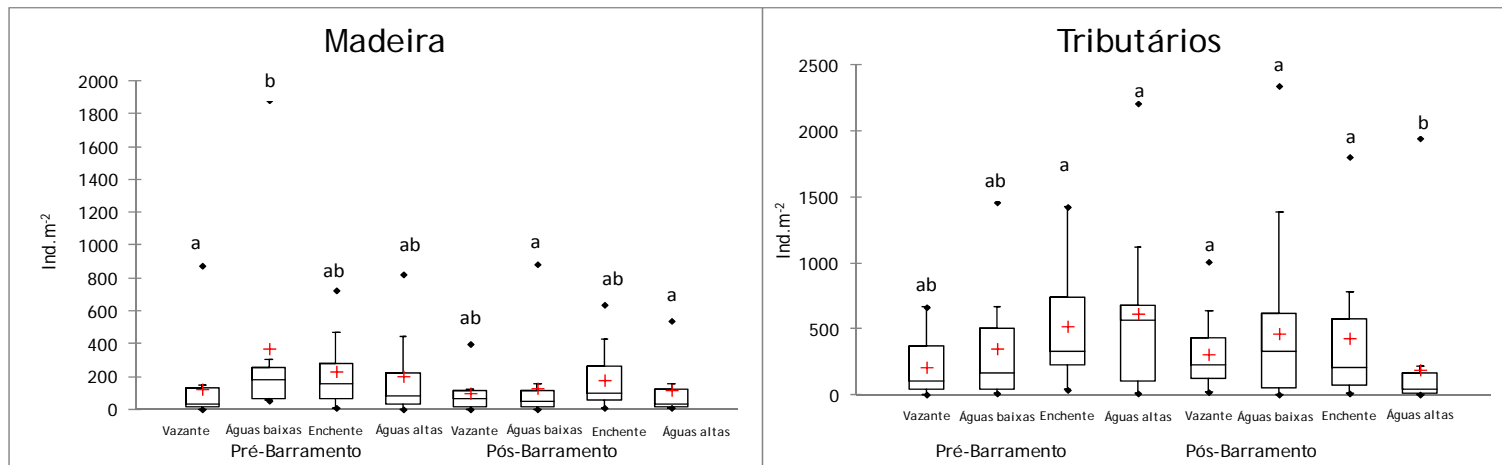 Madeira
2000
1800
1600
1400
1200
1000
800
600
400
200
0
Ind.m-2
a
b
ab
ab
ab
a
ab
a
Vazante Águas baixas Enchente Águas altas Vazante Águas baixas Enchente Águas altas
Pré-Barramento Pós-Barramento
Tributários
2500
2000
1500
1000
500
0
Ind.m-2
ab
ab
a
a
a
a
a
b
Vazante Águas baixas Enchente Águas altas Vazante Águas baixas Enchente Águas altas
Pré-Barramento Pós-Barramento